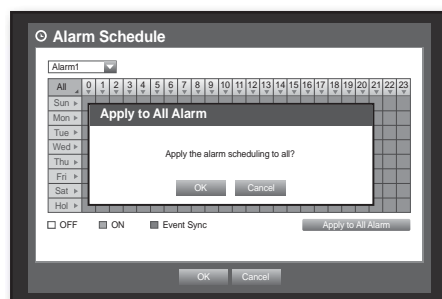 Alarm Schedule
Alarm1
All 0 1 2 3 4 5 6 7 8 9 10 11 12 13 14 15 16 17 18 19 20 21 22 23
Sun
Mon
Tue
Wed
Thu
Fri
Sat
Hol
Apply to All Alarm
Apply the alarm scheduling to all?
OK Cancel
OFF ON Event Sync Apply to All Alarm
OK Cancel